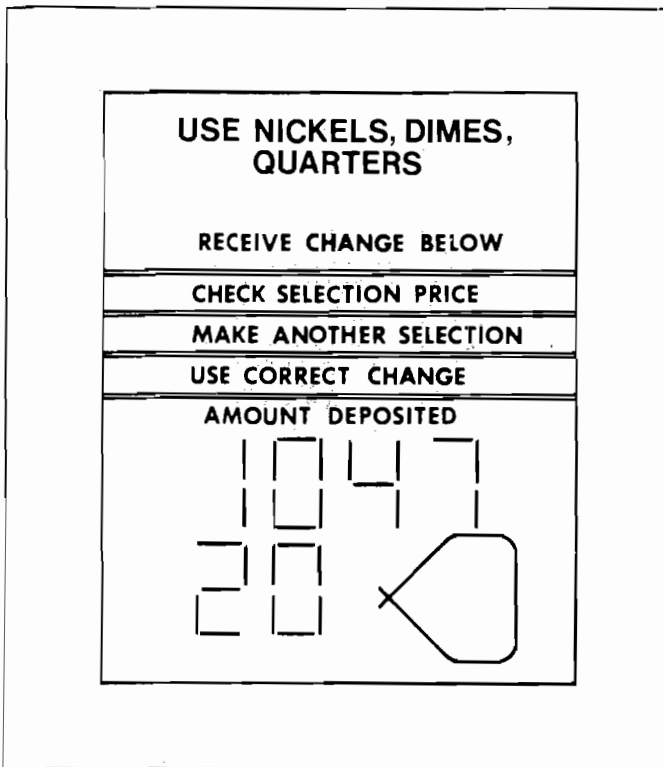 USE NICKELS, DIMES,
QUARTERS
RECEIVE CHANGE BELOW
CHECK SELECTION PRICE
MAKE ANOTHER SELECTION
USE CORRECT CHANGE
AMOUNT DEPOSITED
1047
20